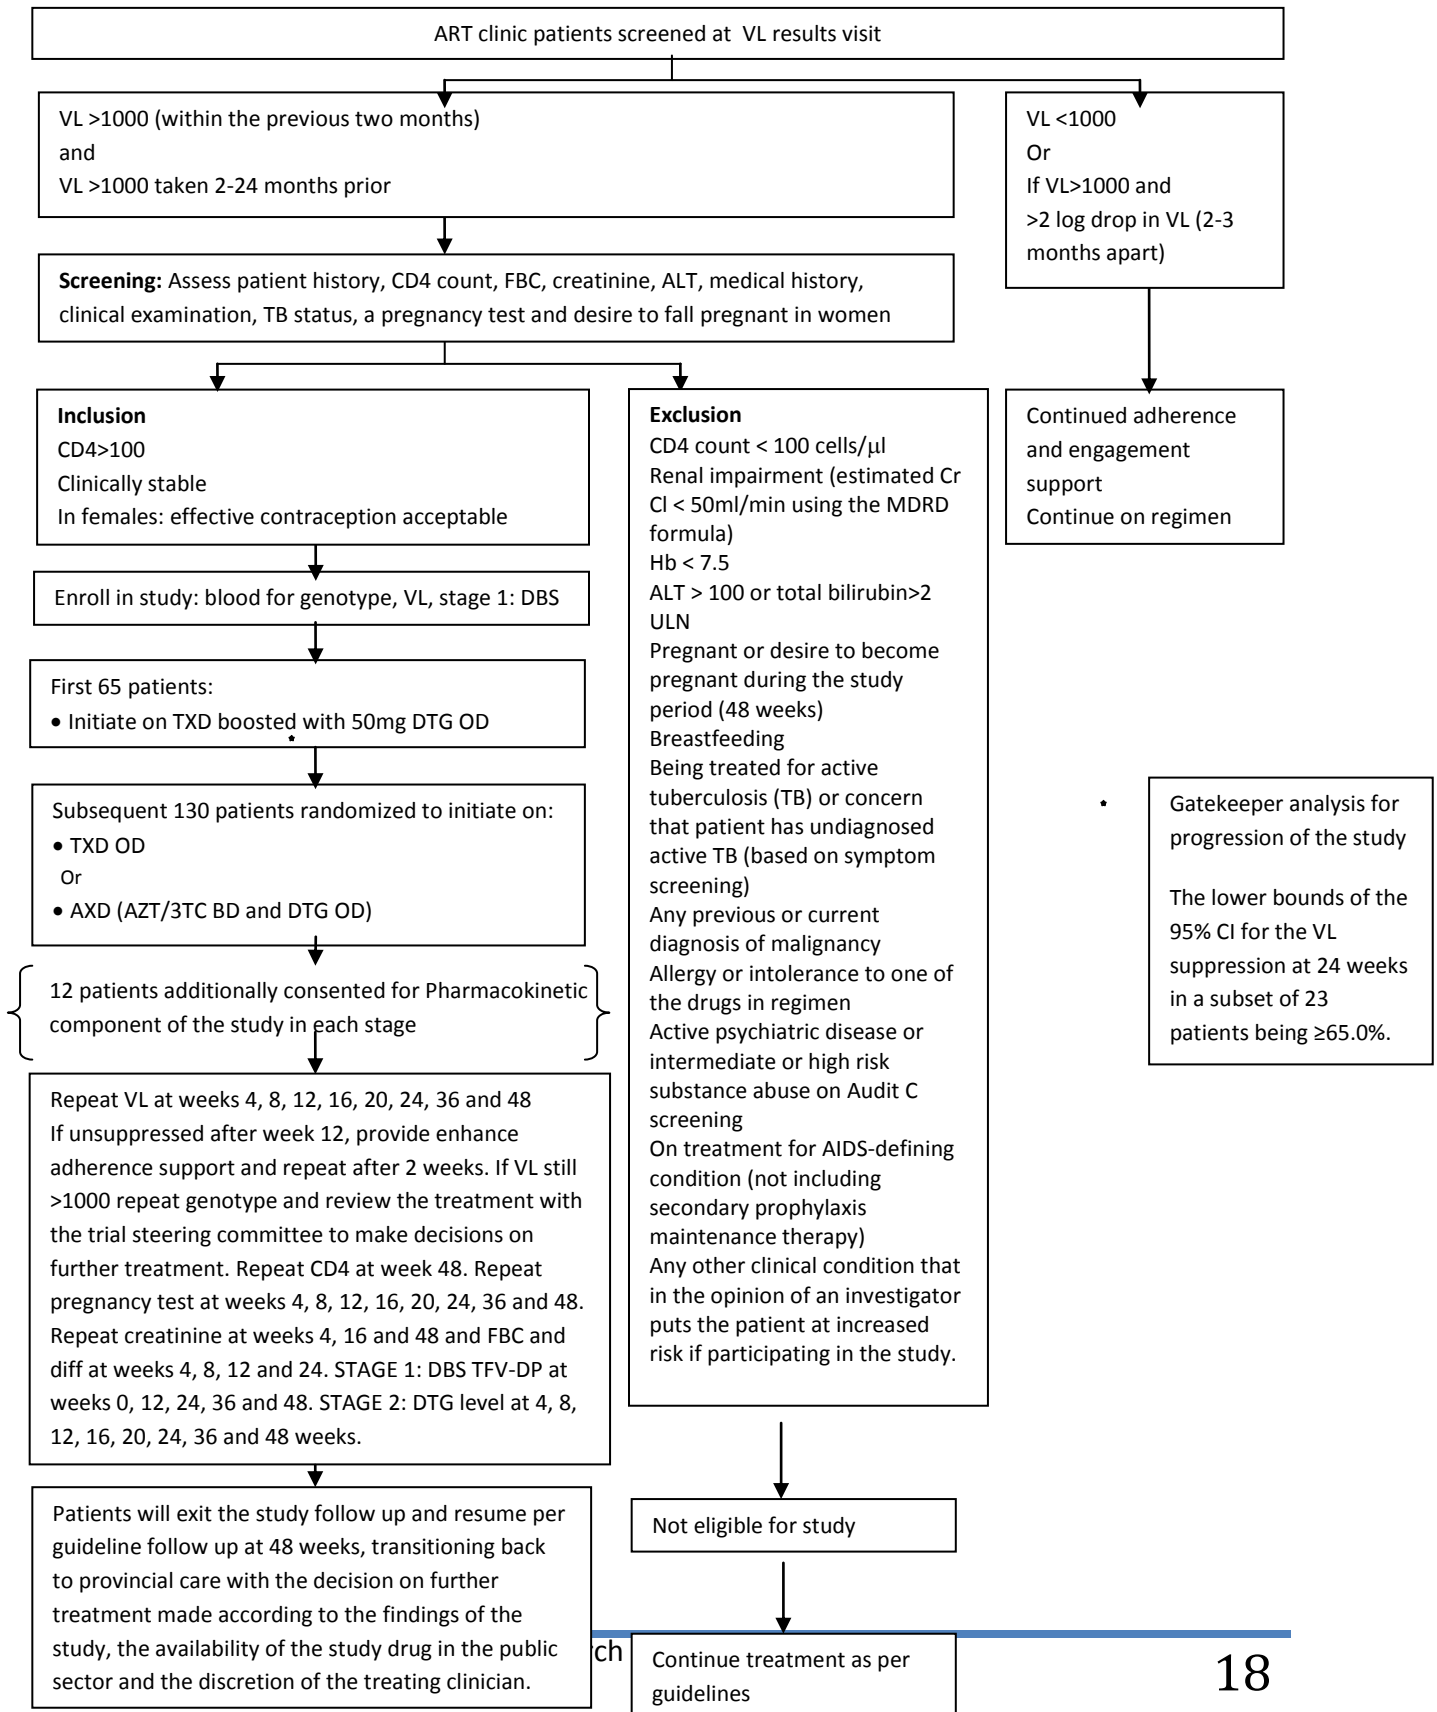 ART clinic patients screened at VL results visit
VL >1000 (within the previous two months)
and
VL >1000 taken 2-24 months prior
VL <1000
Or
If VL>1000 and
>2 log drop in VL (2-3
months apart)
Screening: Assess patient history, CD4 count, FBC, creatinine, ALT, medical history,
clinical examination, TB status, a pregnancy test and desire to fall pregnant in women
Inclusion
CD4>100
Clinically stable
In females: effective contraception acceptable
Exclusion
CD4 count < 100 cells/µl
Renal impairment (estimated Cr
Cl < 50ml/min using the MDRD
formula)
Hb < 7.5
ALT > 100 or total bilirubin>2
ULN
Pregnant or desire to become
pregnant during the study
period (48 weeks)
Breastfeeding
Being treated for active
tuberculosis (TB) or concern
that patient has undiagnosed
active TB (based on symptom
screening)
Any previous or current
diagnosis of malignancy
Allergy or intolerance to one of
the drugs in regimen
Active psychiatric disease or
intermediate or high risk
substance abuse on Audit C
screening
On treatment for AIDS-defining
condition (not including
secondary prophylaxis
maintenance therapy)
Any other clinical condition that
in the opinion of an investigator
puts the patient at increased
risk if participating in the study.
Continued adherence
and engagement
support
Continue on regimen
Enroll in study: blood for genotype, VL, stage 1: DBS
First 65 patients:
• Initiate on TXD boosted with 50mg DTG OD
Subsequent 130 patients randomized to initiate on:
• TXD OD
Or
• AXD (AZT/3TC BD and DTG OD)
12 patients additionally consented for Pharmacokinetic
component of the study in each stage
Gatekeeper analysis for
progression of the study
The lower bounds of the
95% CI for the VL
suppression at 24 weeks
in a subset of 23
patients being ≥65.0%.
Repeat VL at weeks 4, 8, 12, 16, 20, 24, 36 and 48
If unsuppressed after week 12, provide enhance
adherence support and repeat after 2 weeks. If VL still
>1000 repeat genotype and review the treatment with
the trial steering committee to make decisions on
further treatment. Repeat CD4 at week 48. Repeat
pregnancy test at weeks 4, 8, 12, 16, 20, 24, 36 and 48.
Repeat creatinine at weeks 4, 16 and 48 and FBC and
diff at weeks 4, 8, 12 and 24. STAGE 1: DBS TFV-DP at
weeks 0, 12, 24, 36 and 48. STAGE 2: DTG level at 4, 8,
12, 16, 20, 24, 36 and 48 weeks.
Patients will exit the study follow up and resume per
guideline follow up at 48 weeks, transitioning back
to provincial care with the decision on further
treatment made according to the findings of the
study, the availability of the study drug in the public
sector and the discretion of the treating clinician.
Not eligible for study
Continue treatment as per
guidelines
rch
18